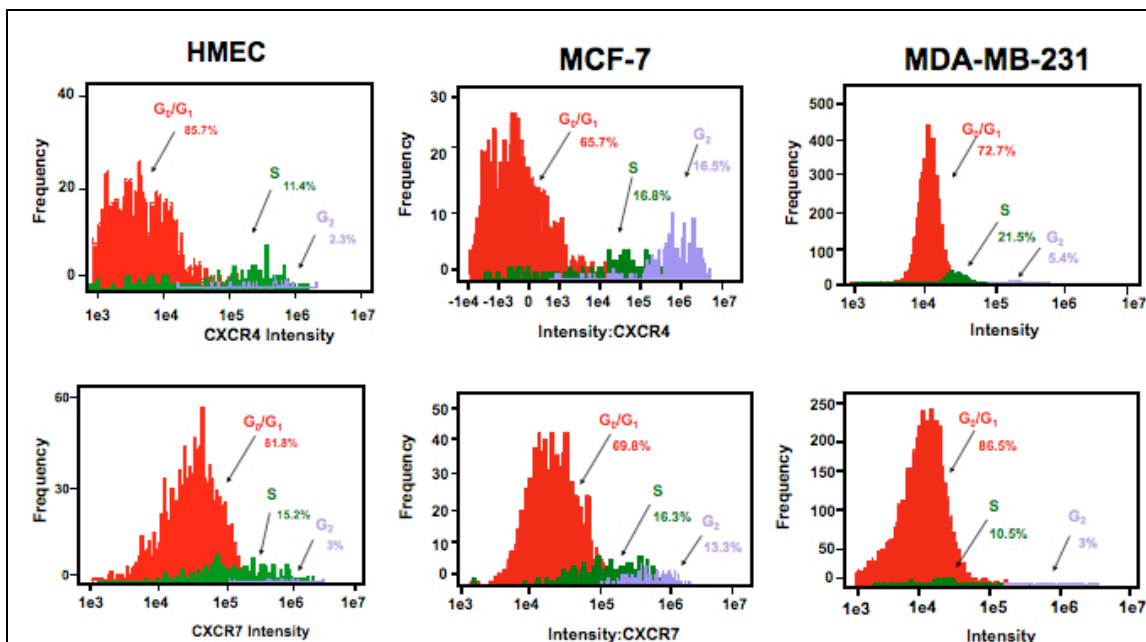 HMEC
MCF-7
MDA-MB-231
40
20
0
Frequency
G₀/G₁
85.7%
S
11.4%
G₂
2.3%
1e3 1e4 1e5 1e6 1e7
CXCR4 Intensity
30
20
10
0
Frequency
G₀/G₁
65.7%
S
16.8%
G₂
16.5%
-1e4 -1e3 0 1e3 1e4 1e5 1e6 1e7
Intensity:CXCR4
500
400
300
200
100
0
Frequency
G₀/G₁
72.7%
S
21.5%
G₂
5.4%
1e3 1e4 1e5 1e6 1e7
Intensity
60
30
0
Frequency
G₀/G₁
81.8%
S
15.2%
G₂
3%
1e3 1e4 1e5 1e6 1e7
CXCR7 Intensity
50
40
30
20
10
0
Frequency
G₀/G₁
69.8%
S
16.3%
G₂
13.3%
1e3 1e4 1e5 1e6 1e7
Intensity:CXCR7
250
200
150
100
50
0
Frequency
G₀/G₁
86.5%
S
10.5%
G₂
3%
1e3 1e4 1e5 1e6 1e7
Intensity